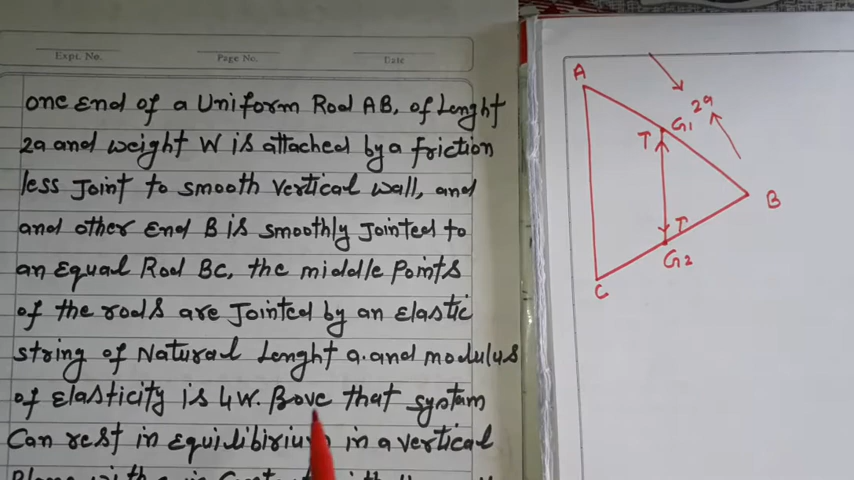 Expt. No.
Page No.
Date
one End of a Uniform Rod AB, of Lenght
2a and weight W is attached by a friction
less Joint to smooth vertical wall, and
and other End B is smoothly Jointed to
an Equal Rod BC, the middle Points
of the rods are Jointed by an Elastic
string of Natural Lenght a. and modulus
of Elasticity is 4W. Prove that systam
Can rest in equilibirium in a vertical
A
2a
G1
T
B
T
G2
C